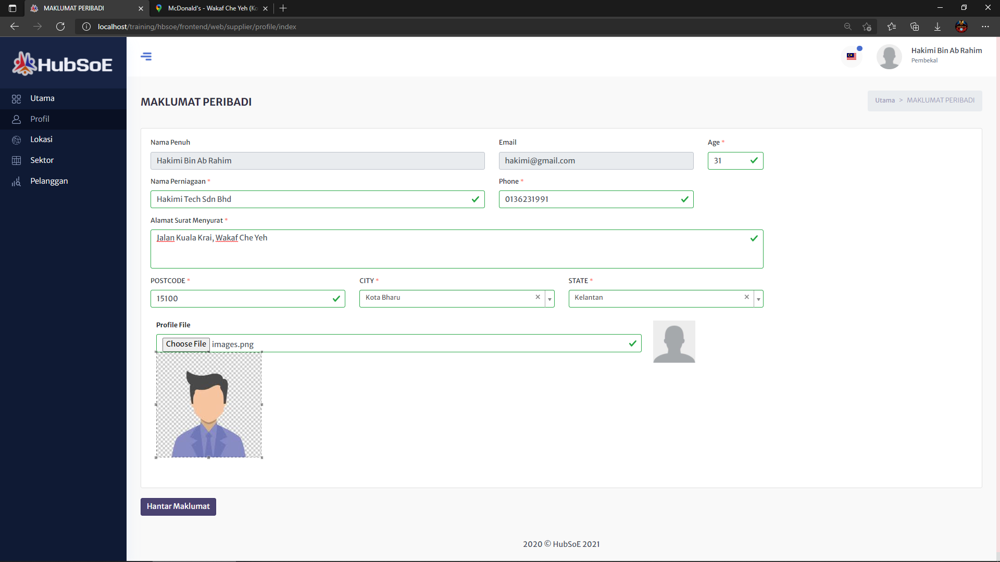 MAKLUMAT PERIBADI
McDonald's - Wakaf Che Yeh (Ko
localhost/training/hbsoe/frontend/web/supplier/profile/index
HubSoE
Hakimi Bin Ab Rahim
Pembekal
Utama
Profil
Lokasi
Sektor
Pelanggan
MAKLUMAT PERIBADI
Utama > MAKLUMAT PERIBADI
Nama Penuh
Email
Age *
Hakimi Bin Ab Rahim
hakimi@gmail.com
31
Nama Perniagaan *
Phone *
Hakimi Tech Sdn Bhd
0136231991
Alamat Surat Menyurat *
Jalan Kuala Krai, Wakaf Che Yeh
POSTCODE *
CITY *
STATE *
15100
Kota Bharu
Kelantan
Profile File
Choose File images.png
Hantar Maklumat
2020 © HubSoE 2021